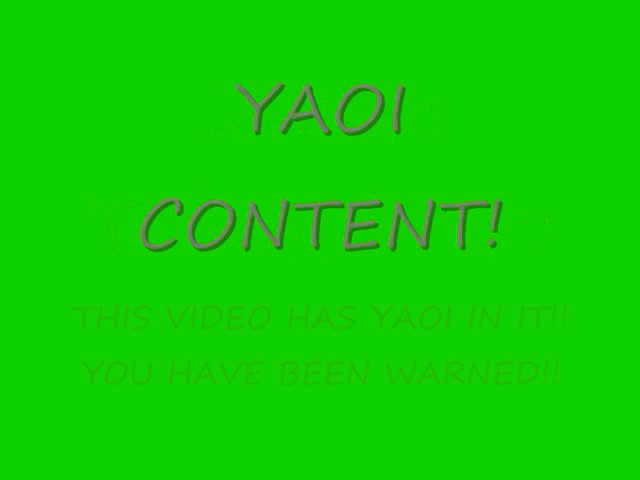 YAOI
CONTENT!
THIS VIDEO HAS YAOI IN IT!!
YOU HAVE BEEN WARNED!!